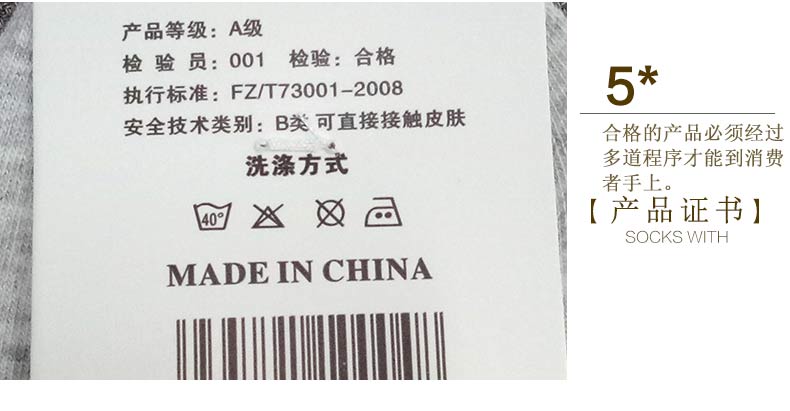 产品等级: A级
检 验 员: 001 检验: 合格
执行标准: FZ/T73001-2008
安全技术类别: B类 可直接接触皮肤
洗涤方式
40°
MADE IN CHINA
5*
合格的产品必须经过
多道程序才能到消费
者手上。
【产品证书】
SOCKS WITH